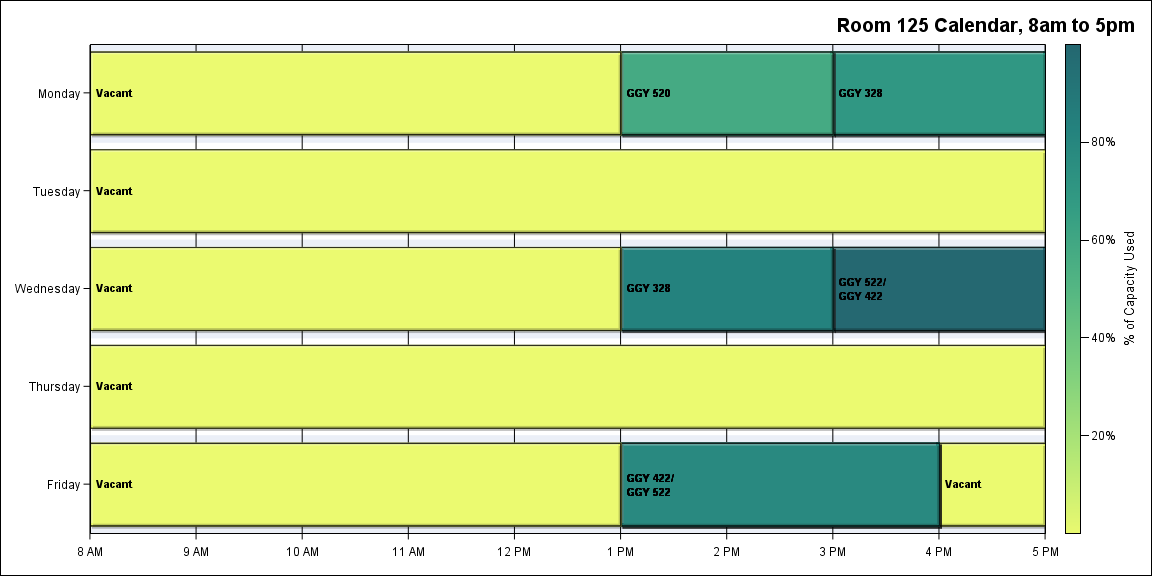 Room 125 Calendar, 8am to 5pm
Monday
Vacant
GGY 520
GGY 328
80%
Tuesday
Vacant
60%
% of Capacity Used
Wednesday
Vacant
GGY 328
GGY 522/
GGY 422
40%
Thursday
Vacant
20%
Friday
Vacant
GGY 422/
GGY 522
Vacant
8 AM
9 AM
10 AM
11 AM
12 PM
1 PM
2 PM
3 PM
4 PM
5 PM